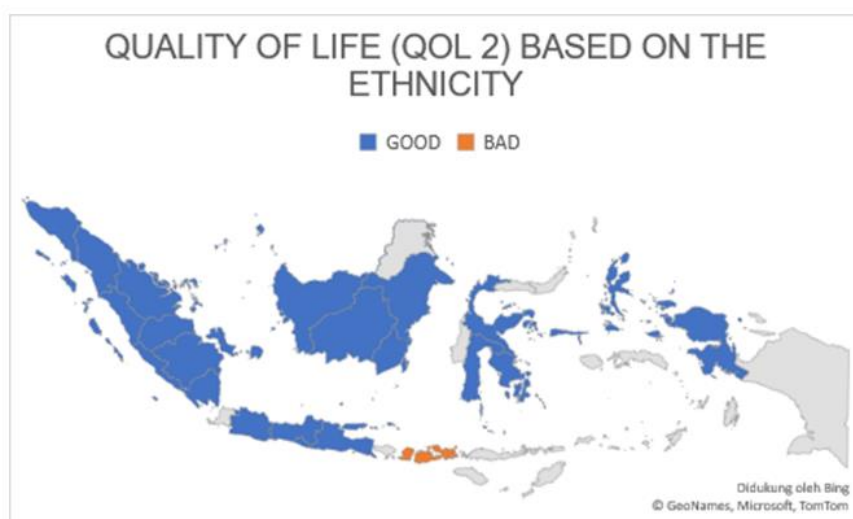 QUALITY OF LIFE (QOL 2) BASED ON THE
ETHNICITY
GOOD BAD
Didukung oleh Bing
© GeoNames, Microsoft, TomTom